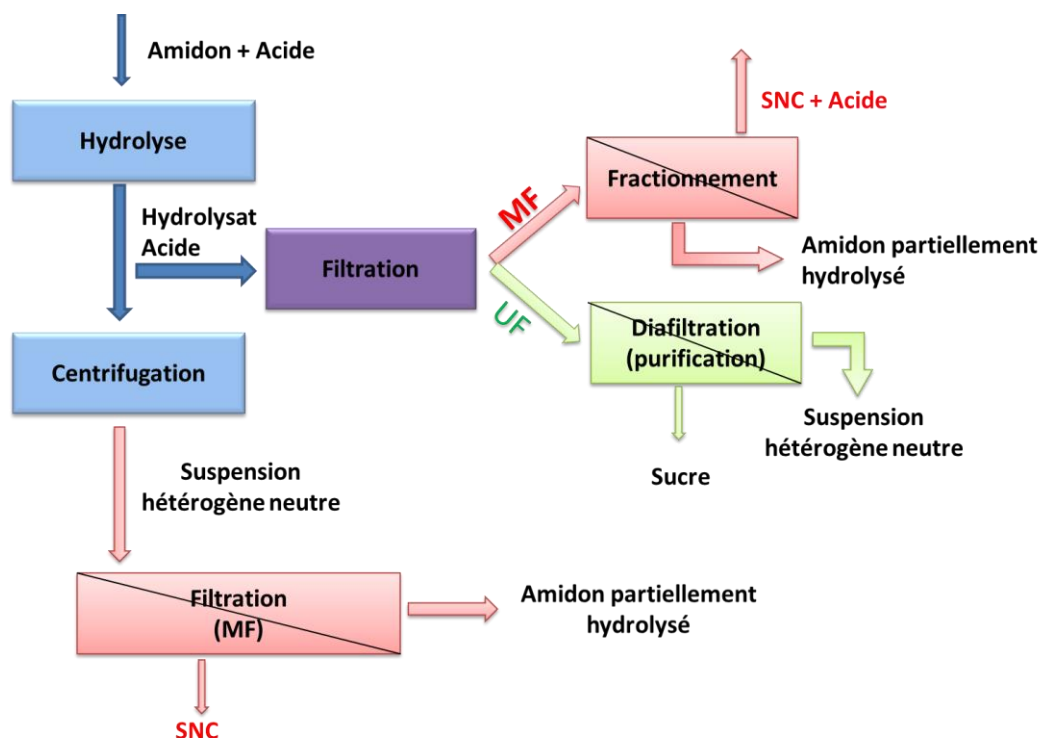 Amidon + Acide
Hydrolyse
Hydrolysat
Acide
Filtration
Centrifugation
Suspension
hétérogène neutre
Filtration
(MF)
Amidon partiellement
hydrolysé
SNC
MF
UF
SNC + Acide
Fractionnement
Amidon partiellement
hydrolysé
Diafiltration
(purification)
Suspension
hétérogène neutre
Sucre